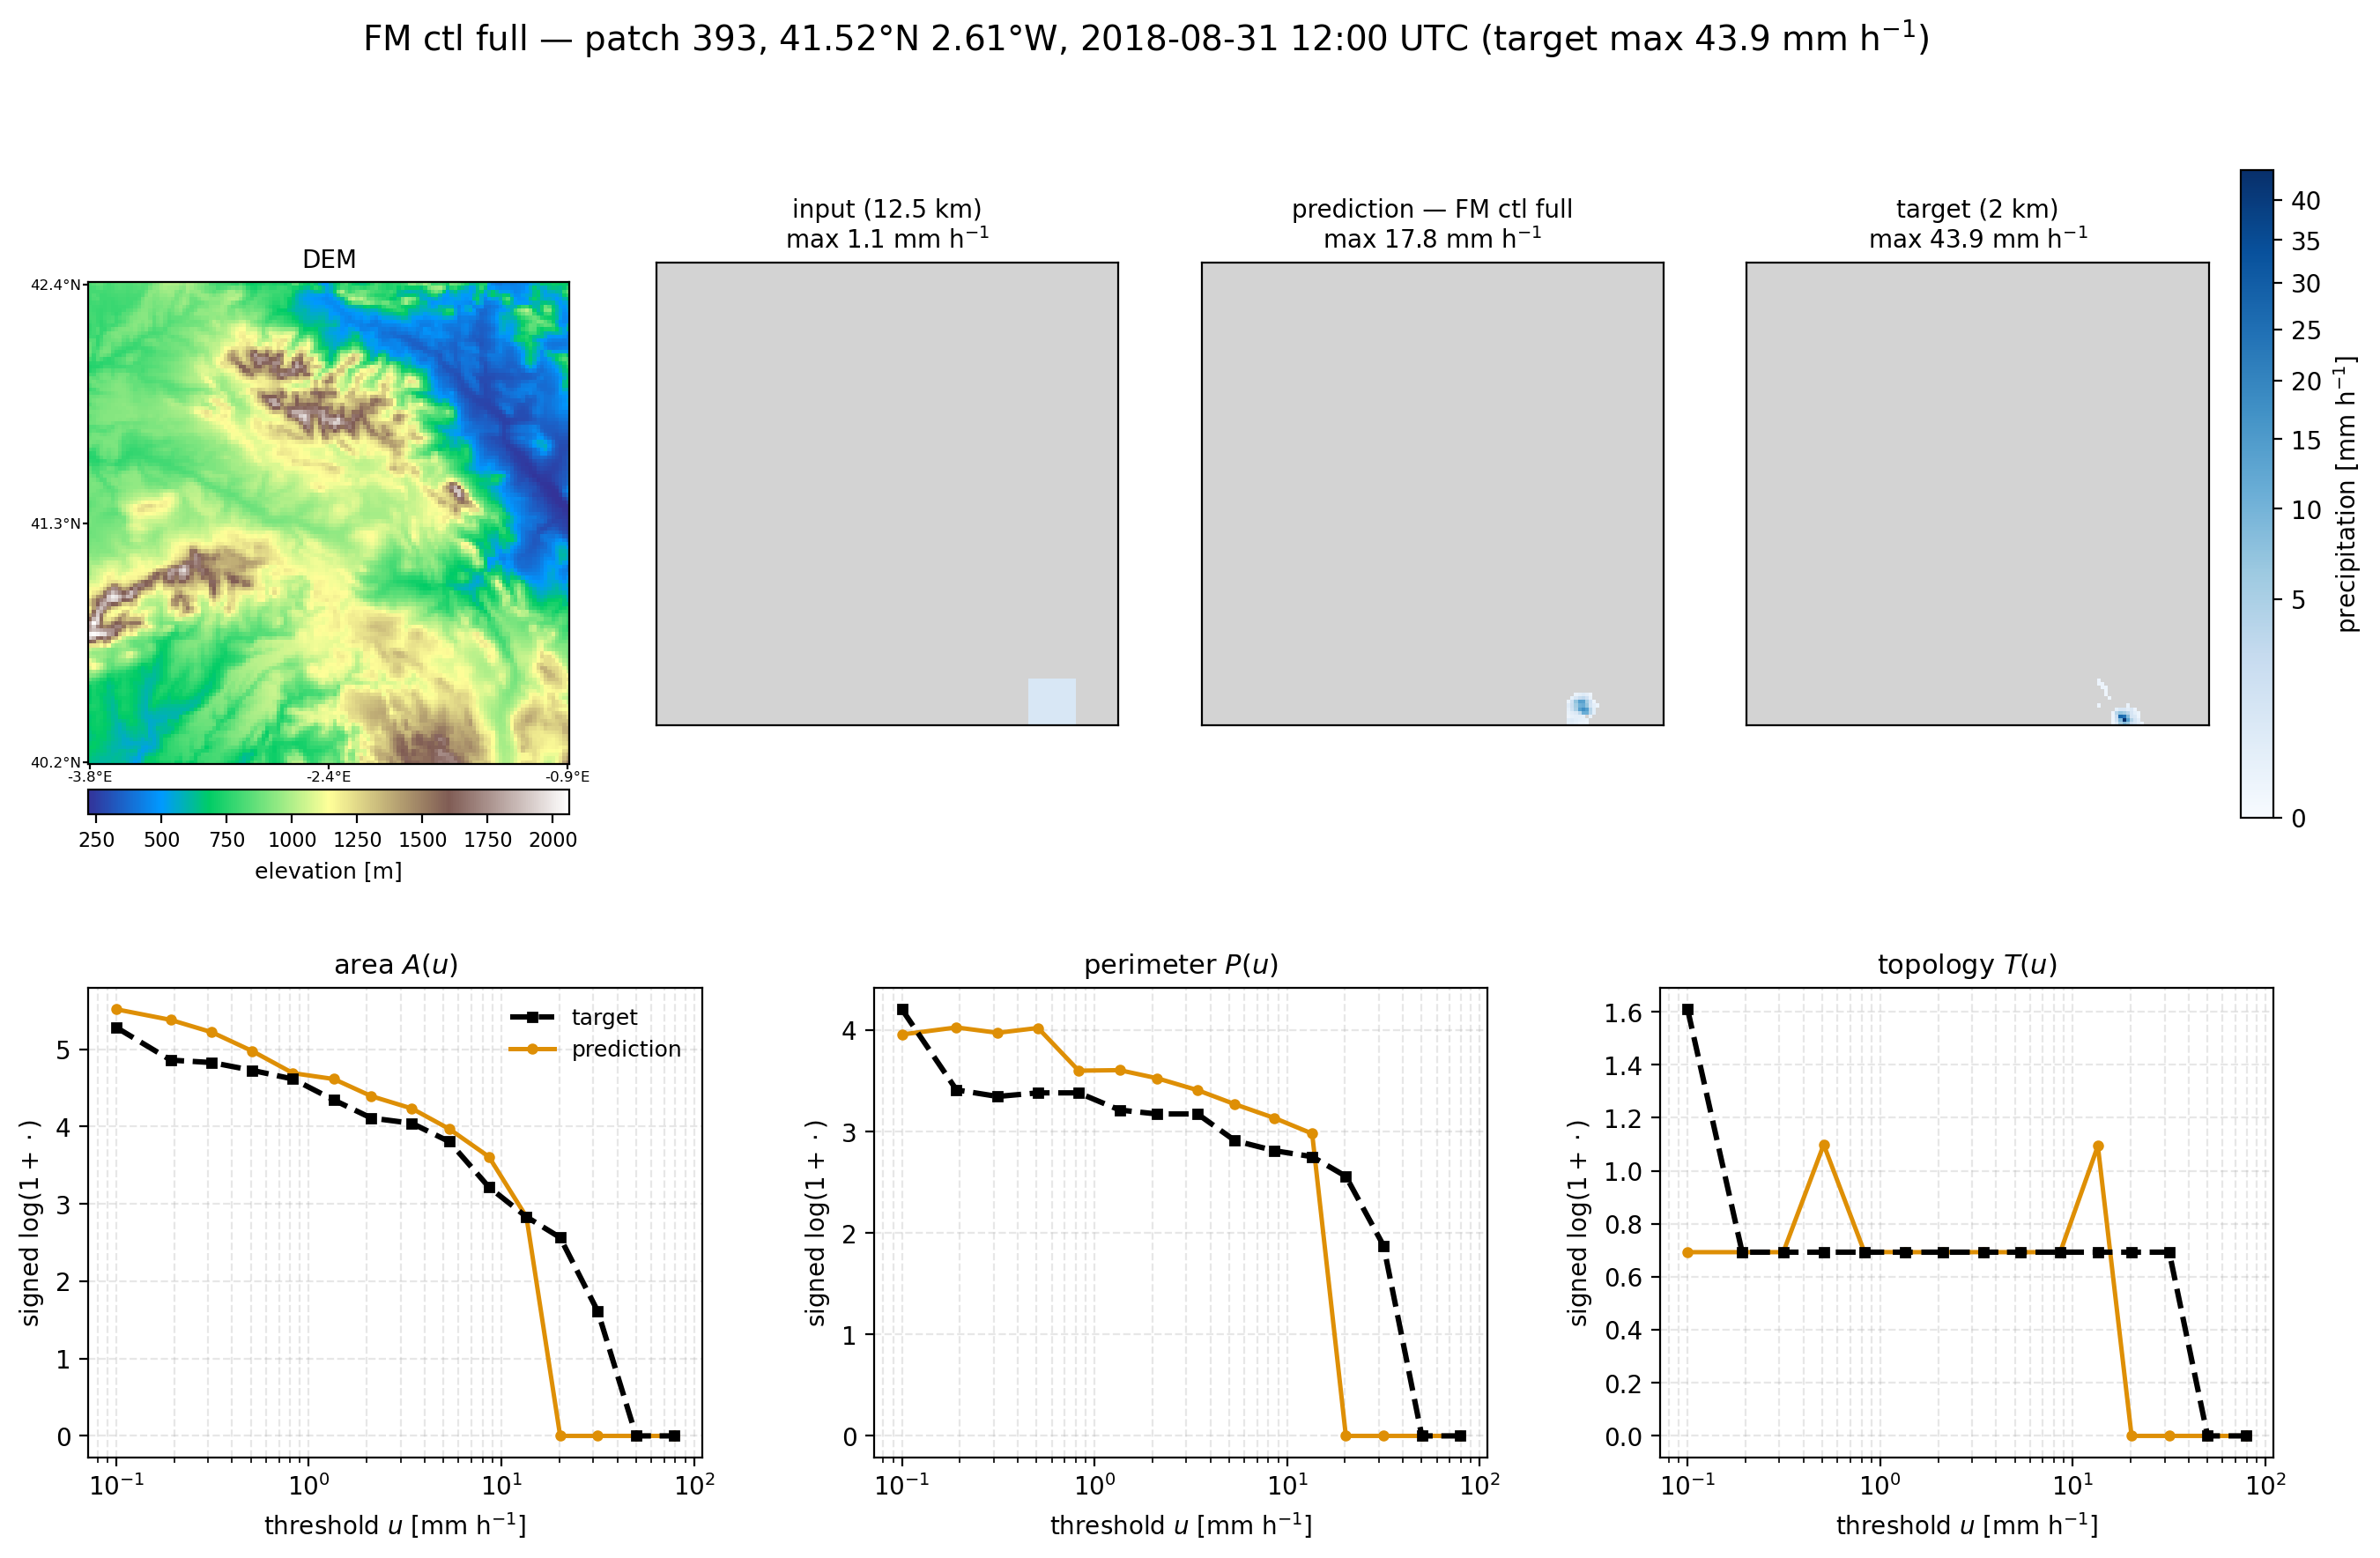 FM ctl full — patch 393, 41.52°N 2.61°W, 2018-08-31 12:00 UTC (target max 43.9 mm h⁻¹)
DEM
42.4°N
41.3°N
40.2°N
-3.8°E
-2.4°E
-0.9°E
250
500
750
1000
1250
1500
1750
2000
elevation [m]
input (12.5 km)
max 1.1 mm h⁻¹
prediction — FM ctl full
max 17.8 mm h⁻¹
target (2 km)
max 43.9 mm h⁻¹
40
35
30
25
20
15
10
5
0
precipitation [mm h⁻¹]
area A(u)
target
prediction
5
4
3
2
1
0
signed log(1 + ·)
10⁻¹
10⁰
10¹
10²
threshold u [mm h⁻¹]
perimeter P(u)
4
3
2
1
0
signed log(1 + ·)
10⁻¹
10⁰
10¹
10²
threshold u [mm h⁻¹]
topology T(u)
1.6
1.4
1.2
1.0
0.8
0.6
0.4
0.2
0.0
signed log(1 + ·)
10⁻¹
10⁰
10¹
10²
threshold u [mm h⁻¹]